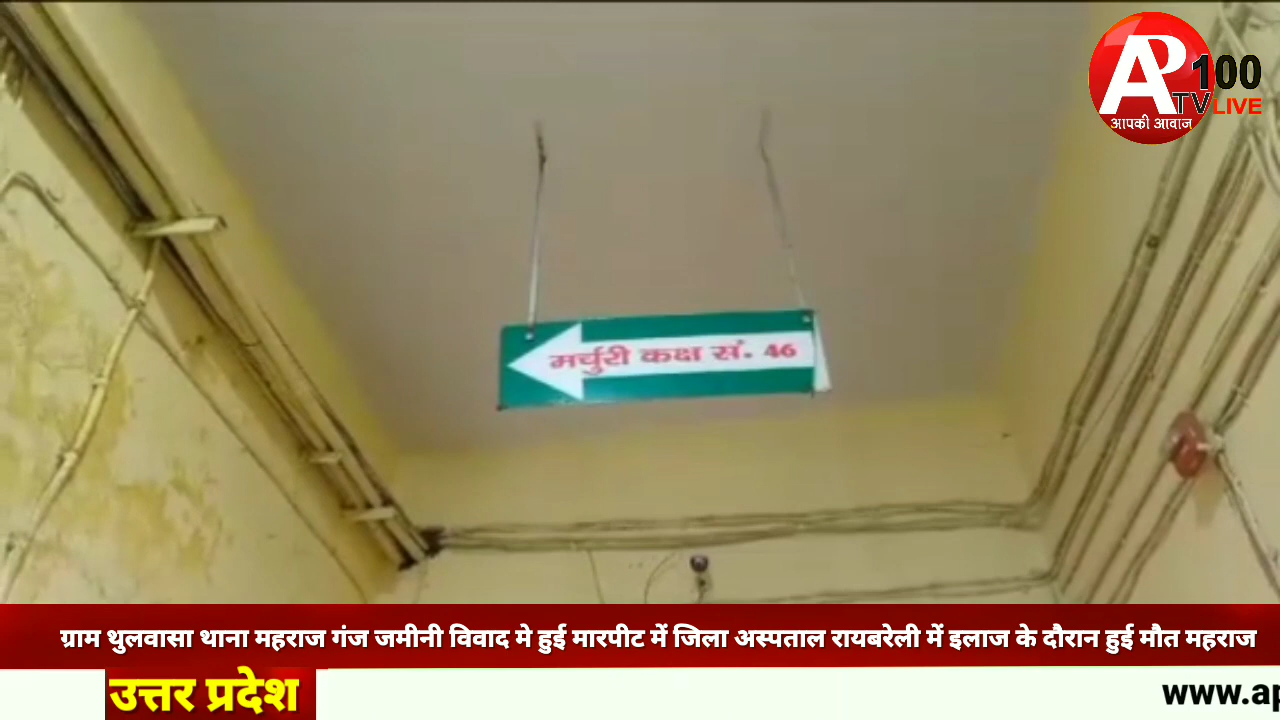 AP
100
TV LIVE
आपकी आवाज
मर्चुरी कक्ष सं. 46
ग्राम थुलवासा थाना महराज गंज जमीनी विवाद मे हुई मारपीट में जिला अस्पताल रायबरेली में इलाज के दौरान हुई मौत महराज
उत्तर प्रदेश
www.ap